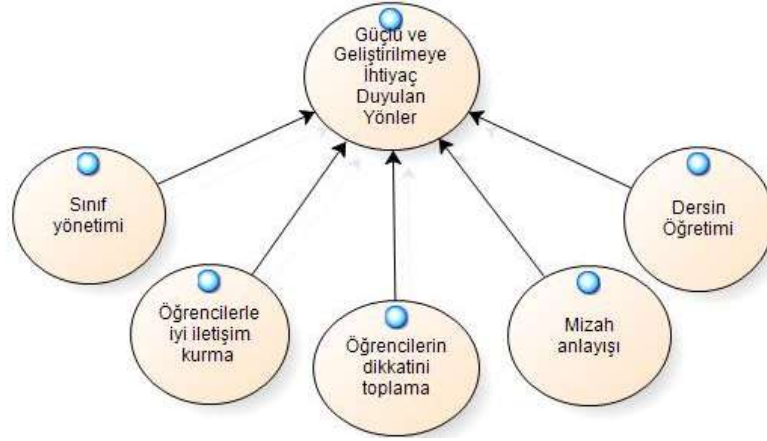 Güçlü ve
Geliştirilmeye
İhtiyaç
Duyulan
Yönler
Sınıf
yönetimi
Öğrencilerle
iyi iletişim
kurma
Öğrencilerin
dikkatini
toplama
Mizah
anlayışı
Dersin
Öğretimi